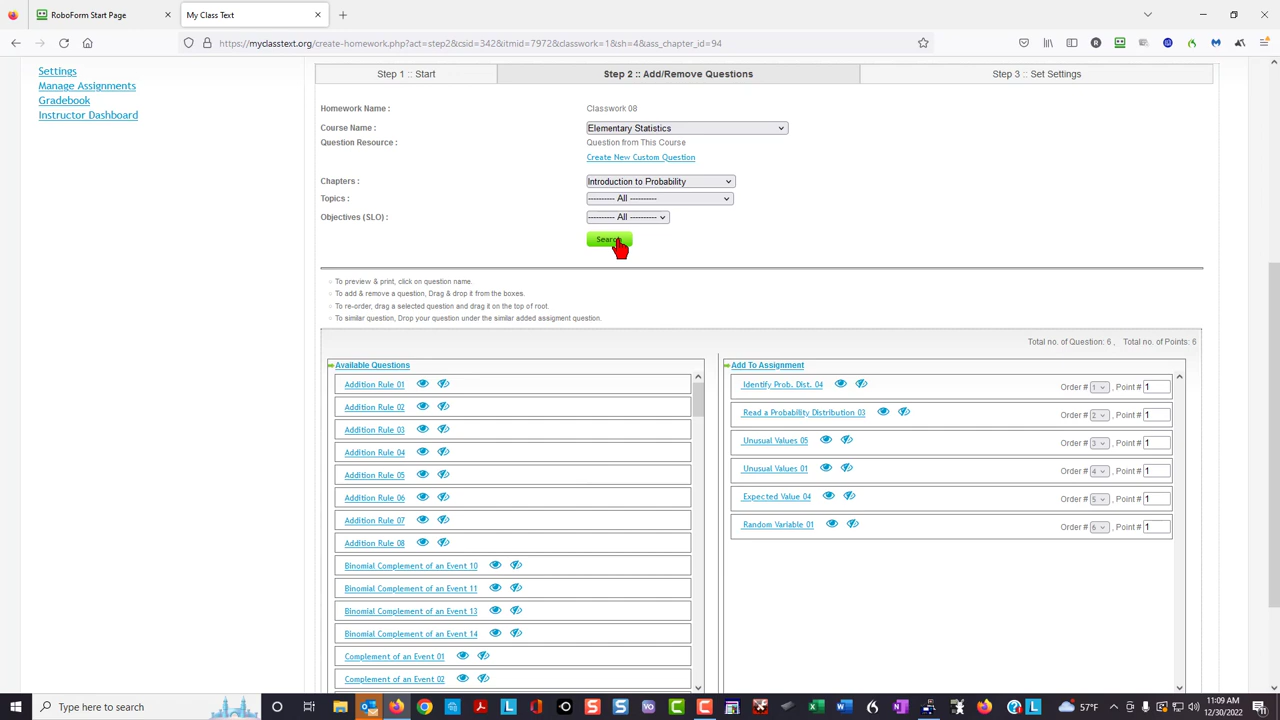 RoboForm Start Page
My Class Text
https://myclasstext.org/create-homework.php?act=step2&csid=342&itmid=7972&classwork=1&sh=4&ass_chapter_id=94
Settings
Manage Assignments
Gradebook
Instructor Dashboard
Step 1 :: Start
Step 2 :: Add/Remove Questions
Step 3 :: Set Settings
Homework Name : Classwork 08
Course Name : Elementary Statistics
Question Resource : Question from This Course
Create New Custom Question
Chapters : Introduction to Probability
Topics : ---------- All ----------
Objectives (SLO) : ---------- All ----------
Search
To preview & print, click on question name.
To add & remove a question, Drag & drop it from the boxes.
To re-order, drag a selected question and drag it on the top of root.
To similar question, Drop your question under the similar added assigment question.
Total no. of Question: 6 , Total no. of Points: 6
Available Questions
Addition Rule 01
Addition Rule 02
Addition Rule 03
Addition Rule 04
Addition Rule 05
Addition Rule 06
Addition Rule 07
Addition Rule 08
Binomial Complement of an Event 10
Binomial Complement of an Event 11
Binomial Complement of an Event 13
Binomial Complement of an Event 14
Complement of an Event 01
Complement of an Event 02
Add To Assignment
Identify Prob. Dist. 04 Order # 1 , Point # 1
Read a Probability Distribution 03 Order # 2 , Point # 1
Unusual Values 05 Order # 3 , Point # 1
Unusual Values 01 Order # 4 , Point # 1
Expected Value 04 Order # 5 , Point # 1
Random Variable 01 Order # 6 , Point # 1
Type here to search
57°F
11:09 AM
12/30/2022